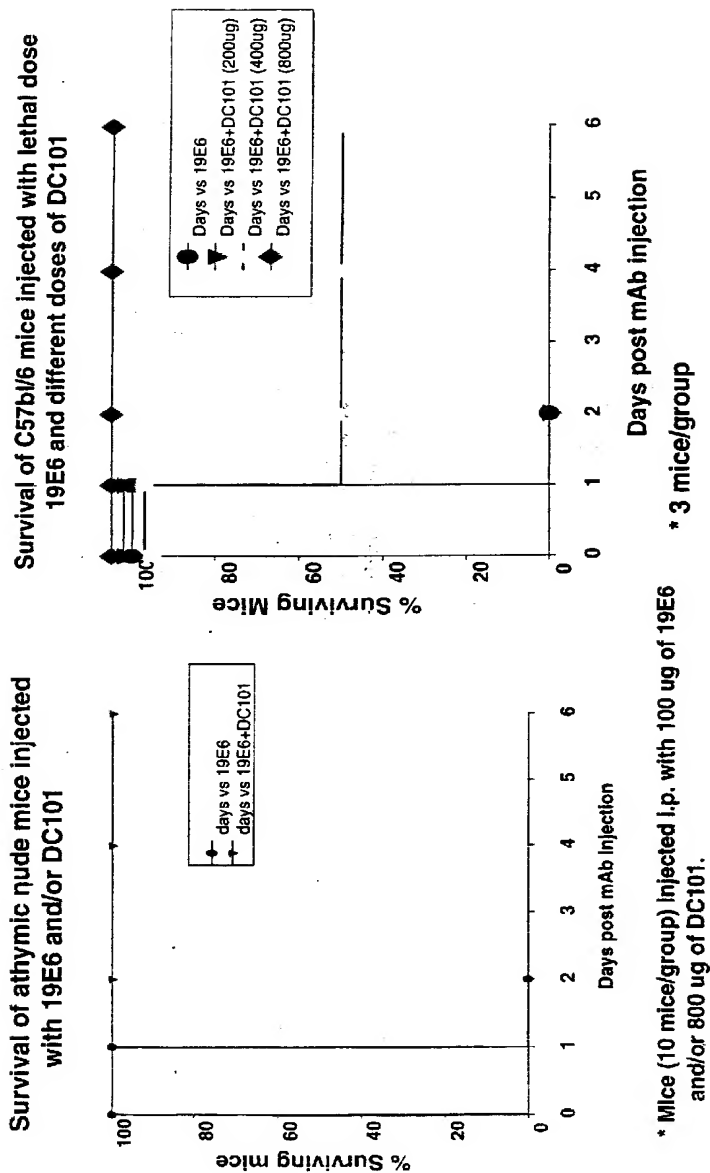 Survival of athymic nude mice injected
with 19E6 and/or DC101
% Surviving mice
100
80
60
40
20
0
days vs 19E6
days vs 19E6+DC101
0 1 2 3 4 5 6
Days post mAb Injection
* Mice (10 mice/group) Injected I.p. with 100 ug of 19E6
and/or 800 ug of DC101.
Survival of C57bl/6 mice injected with lethal dose
19E6 and different doses of DC101
% Surviving Mice
100
80
60
40
20
0
Days vs 19E6
Days vs 19E6+DC101 (200ug)
Days vs 19E6+DC101 (400ug)
Days vs 19E6+DC101 (800ug)
0 1 2 3 4 5 6
Days post mAb injection
* 3 mice/group